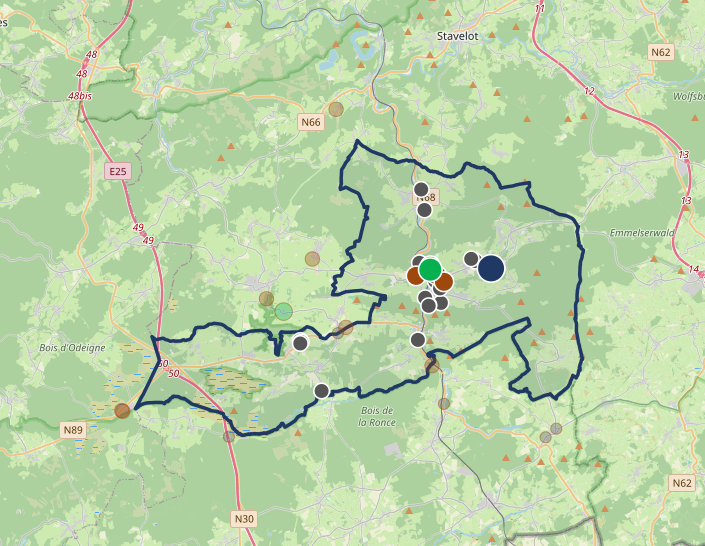 11
Stavelot
N62
48
48
48bis
12
Wolfsb
N66
13
E25
13
N68
49
49
Emmelserwald
14
Bois d'Odeigne
50
50
Bois de
la Ronce
N89
N62
N30